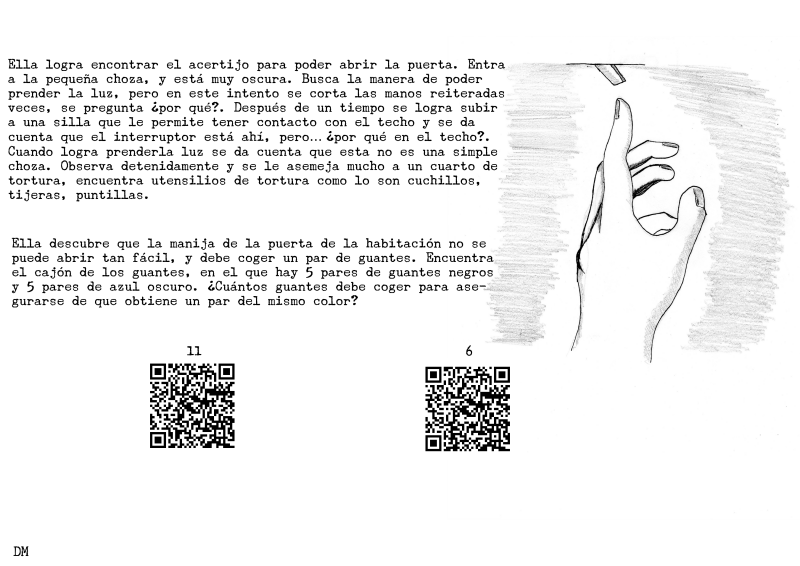 Ella logra encontrar el acertijo para poder abrir la puerta. Entra
a la pequeña choza, y está muy oscura. Busca la manera de poder
prender la luz, pero en este intento se corta las manos reiteradas
veces, se pregunta ¿por qué?. Después de un tiempo se logra subir
a una silla que le permite tener contacto con el techo y se da
cuenta que el interruptor está ahí, pero... ¿por qué en el techo?.
Cuando logra prenderla luz se da cuenta que esta no es una simple
choza. Observa detenidamente y se le asemeja mucho a un cuarto de
tortura, encuentra utensilios de tortura como lo son cuchillos,
tijeras, puntillas.
Ella descubre que la manija de la puerta de la habitación no se
puede abrir tan fácil, y debe coger un par de guantes. Encuentra
el cajón de los guantes, en el que hay 5 pares de guantes negros
y 5 pares de azul oscuro. ¿Cuántos guantes debe coger para ase-
gurarse de que obtiene un par del mismo color?
11
6
DM